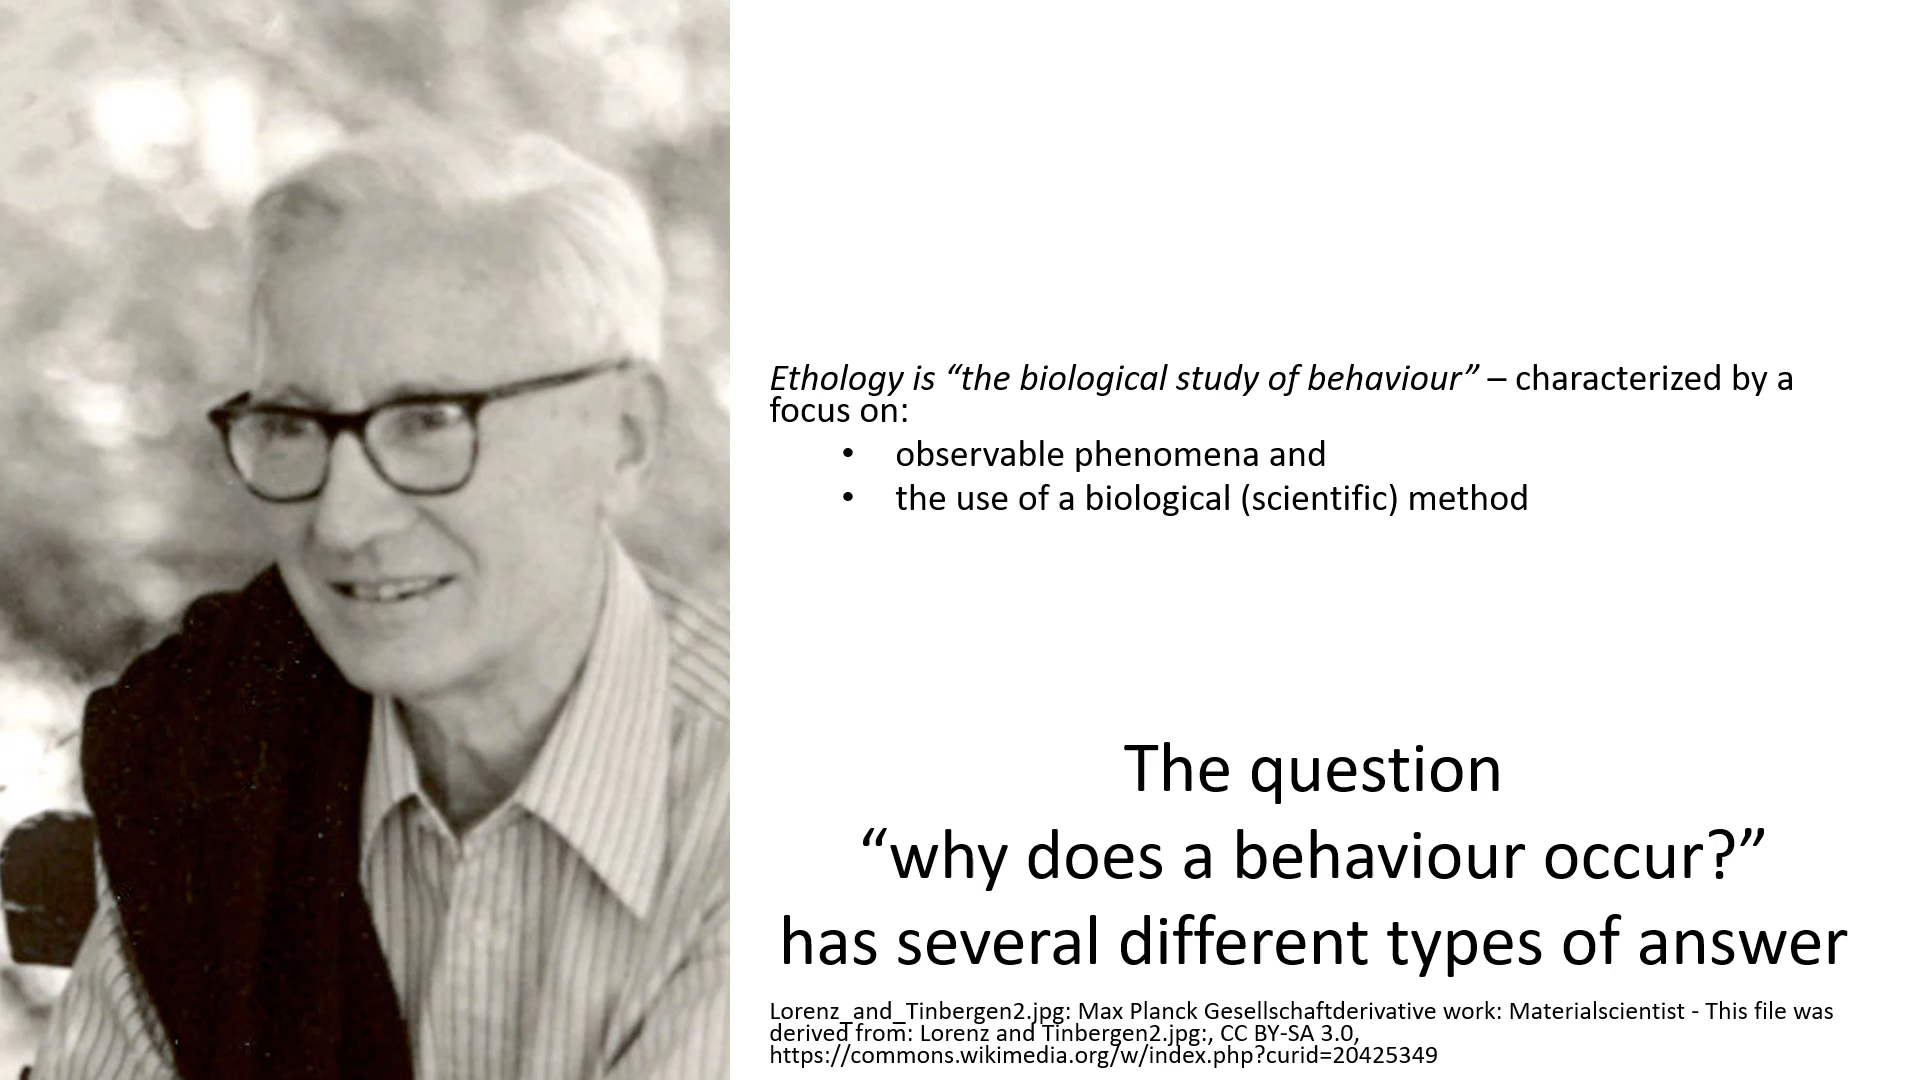 Ethology is “the biological study of behaviour” – characterized by a
focus on:
• observable phenomena and
• the use of a biological (scientific) method
The question
“why does a behaviour occur?”
has several different types of answer
Lorenz_and_Tinbergen2.jpg: Max Planck Gesellschaftderivative work: Materialscientist - This file was
derived from: Lorenz and Tinbergen2.jpg:, CC BY-SA 3.0,
https://commons.wikimedia.org/w/index.php?curid=20425349